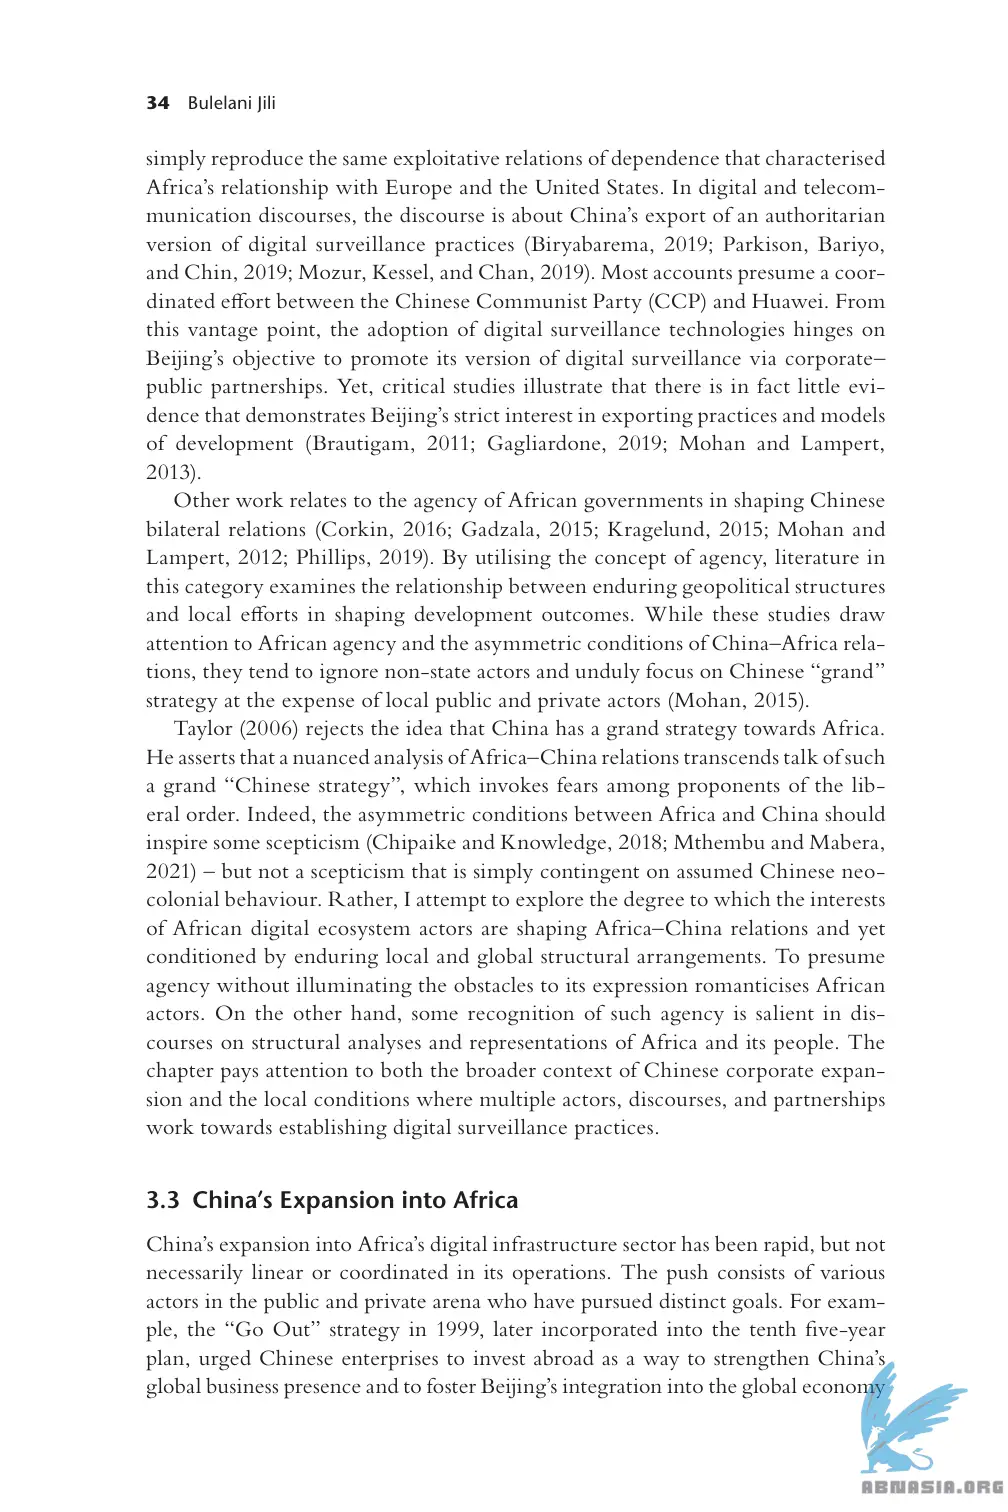 34 Bulelani Jili
simply reproduce the same exploitative relations of dependence that characterised
Africa’s relationship with Europe and the United States. In digital and telecom-
munication discourses, the discourse is about China’s export of an authoritarian
version of digital surveillance practices (Biryabarema, 2019; Parkison, Bariyo,
and Chin, 2019; Mozur, Kessel, and Chan, 2019). Most accounts presume a coor-
dinated effort between the Chinese Communist Party (CCP) and Huawei. From
this vantage point, the adoption of digital surveillance technologies hinges on
Beijing’s objective to promote its version of digital surveillance via corporate–
public partnerships. Yet, critical studies illustrate that there is in fact little evi-
dence that demonstrates Beijing’s strict interest in exporting practices and models
of development (Brautigam, 2011; Gagliardone, 2019; Mohan and Lampert,
2013).
Other work relates to the agency of African governments in shaping Chinese
bilateral relations (Corkin, 2016; Gadzala, 2015; Kragelund, 2015; Mohan and
Lampert, 2012; Phillips, 2019). By utilising the concept of agency, literature in
this category examines the relationship between enduring geopolitical structures
and local efforts in shaping development outcomes. While these studies draw
attention to African agency and the asymmetric conditions of China–Africa rela-
tions, they tend to ignore non-state actors and unduly focus on Chinese “grand”
strategy at the expense of local public and private actors (Mohan, 2015).
Taylor (2006) rejects the idea that China has a grand strategy towards Africa.
He asserts that a nuanced analysis of Africa–China relations transcends talk of such
a grand “Chinese strategy”, which invokes fears among proponents of the lib-
eral order. Indeed, the asymmetric conditions between Africa and China should
inspire some scepticism (Chipaike and Knowledge, 2018; Mthembu and Mabera,
2021) – but not a scepticism that is simply contingent on assumed Chinese neo-
colonial behaviour. Rather, I attempt to explore the degree to which the interests
of African digital ecosystem actors are shaping Africa–China relations and yet
conditioned by enduring local and global structural arrangements. To presume
agency without illuminating the obstacles to its expression romanticises African
actors. On the other hand, some recognition of such agency is salient in dis-
courses on structural analyses and representations of Africa and its people. The
chapter pays attention to both the broader context of Chinese corporate expan-
sion and the local conditions where multiple actors, discourses, and partnerships
work towards establishing digital surveillance practices.
3.3 China’s Expansion into Africa
China’s expansion into Africa’s digital infrastructure sector has been rapid, but not
necessarily linear or coordinated in its operations. The push consists of various
actors in the public and private arena who have pursued distinct goals. For exam-
ple, the “Go Out” strategy in 1999, later incorporated into the tenth five-year
plan, urged Chinese enterprises to invest abroad as a way to strengthen China’s
global business presence and to foster Beijing’s integration into the global economy
ABNASIA.ORG